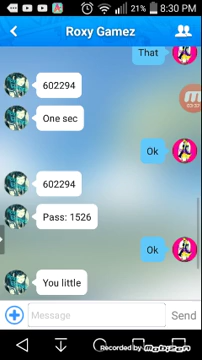 21% 8:30 PM
Roxy Gamez
That
602294
One sec
Ok
602294
Pass: 1526
Ok
You little
Message
Send
Recorded by